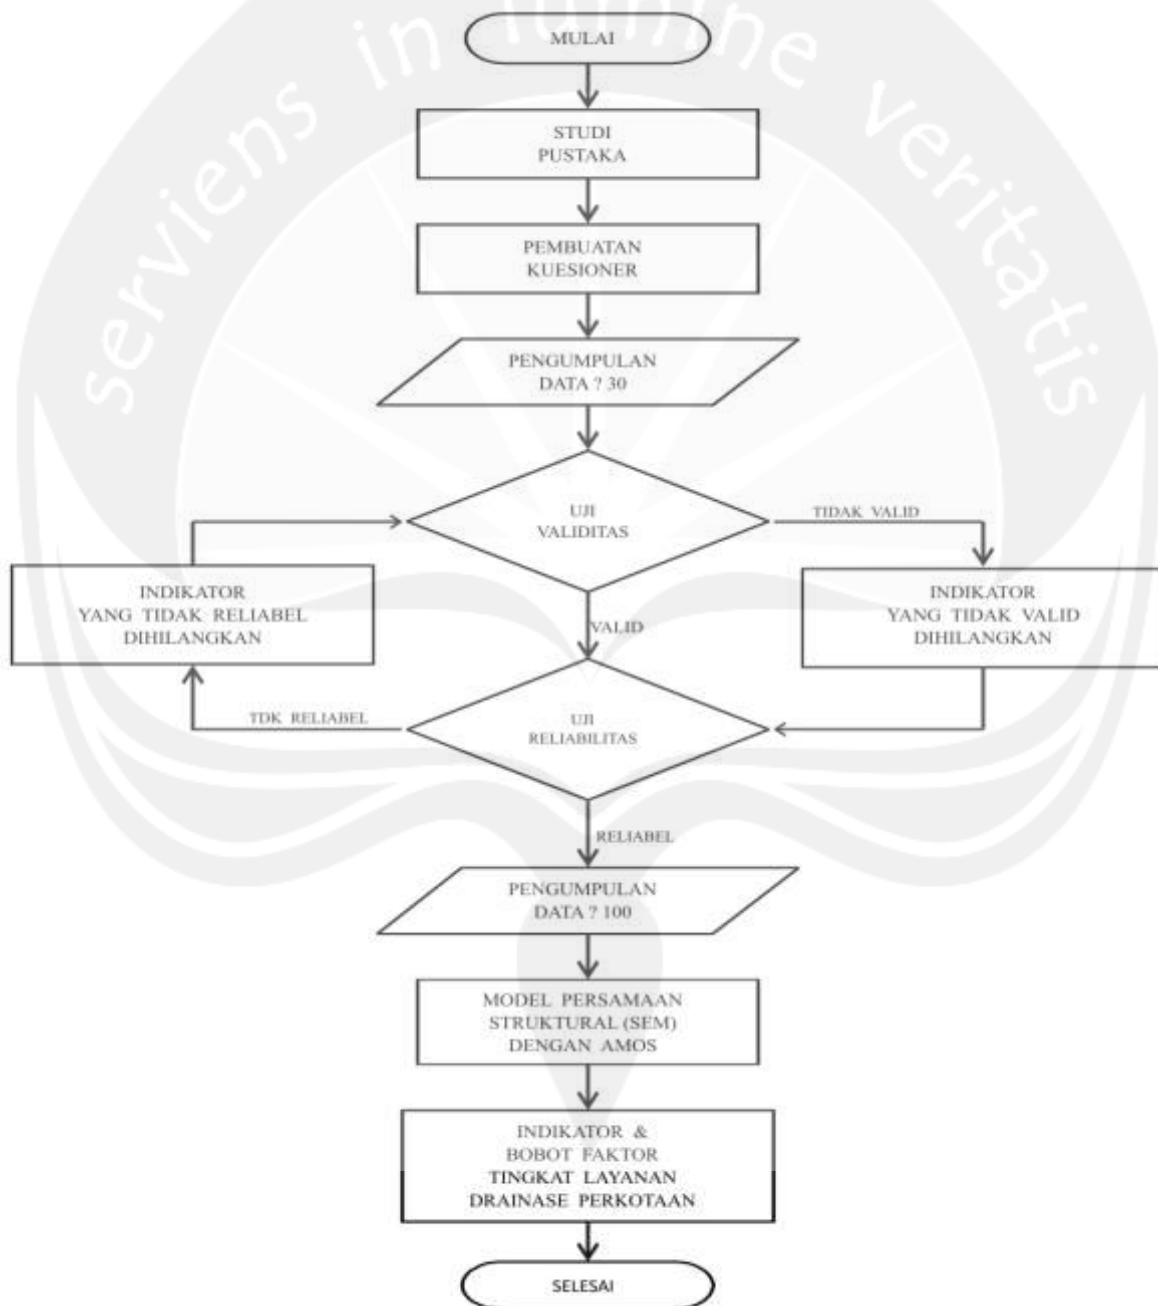 serviens in lumine veritatis
MULAI
STUDI
PUSTAKA
PEMBUATAN
KUESIONER
PENGUMPULAN
DATA ? 30
UJI
VALIDITAS
TIDAK VALID
INDIKATOR
YANG TIDAK RELIABEL
DIHILANGKAN
INDIKATOR
YANG TIDAK VALID
DIHILANGKAN
VALID
TDK RELIABEL
UJI
RELIABILITAS
RELIABEL
PENGUMPULAN
DATA ? 100
MODEL PERSAMAAN
STRUKTURAL (SEM)
DENGAN AMOS
INDIKATOR &
BOBOT FAKTOR
TINGKAT LAYANAN
DRAINASE PERKOTAAN
SELESAI